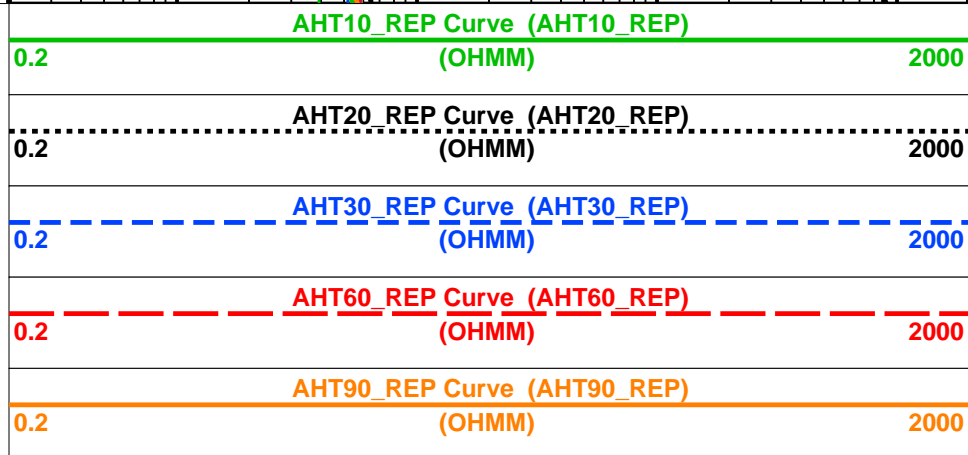 AHT10_REP Curve (AHT10_REP)
0.2 (OHMM) 2000
AHT20_REP Curve (AHT20_REP)
0.2 (OHMM) 2000
AHT30_REP Curve (AHT30_REP)
0.2 (OHMM) 2000
AHT60_REP Curve (AHT60_REP)
0.2 (OHMM) 2000
AHT90_REP Curve (AHT90_REP)
0.2 (OHMM) 2000